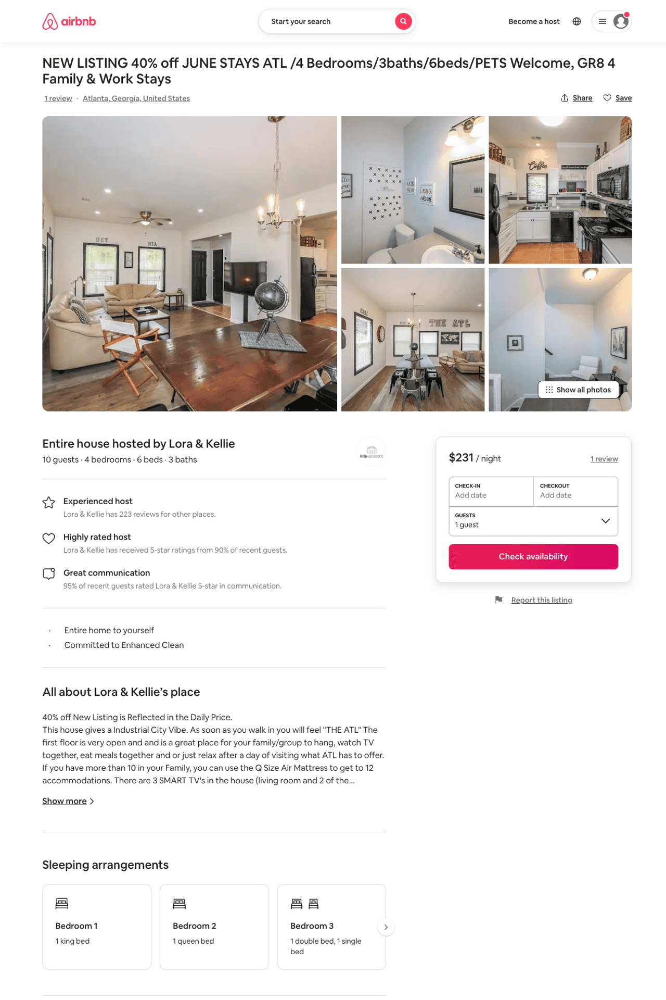 airbnb
Start your search
Become a host
NEW LISTING 40% off JUNE STAYS ATL /4 Bedrooms/3baths/6beds/PETS Welcome, GR8 4
Family & Work Stays
1 review · Atlanta, Georgia, United States
Share
Save
DET
MIA
HAIR
TOGETHER
LIPSTICK
AWESOME
Coffee
CALI
NYC
THE ATL
Show all photos
Entire house hosted by Lora & Kellie
10 guests · 4 bedrooms · 6 beds · 3 baths
itripvacations
$231 / night
1 review
CHECK-IN
Add date
CHECKOUT
Add date
GUESTS
1 guest
Check availability
Report this listing
Experienced host
Lora & Kellie has 223 reviews for other places.
Highly rated host
Lora & Kellie has received 5-star ratings from 90% of recent guests.
Great communication
95% of recent guests rated Lora & Kellie 5-star in communication.
· Entire home to yourself
· Committed to Enhanced Clean
All about Lora & Kellie’s place
40% off New Listing is Reflected in the Daily Price.
This house gives a Industrial City Vibe. As soon as you walk in you will feel "THE ATL" The
first floor is very open and and is a great place for your family/group to hang, watch TV
together, eat meals together and or just relax after a day of visiting what ATL has to offer.
If you have more than 10 in your Family, you can use the Q Size Air Mattress to get to 12
accommodations. There are 3 SMART TV's in the house (living room and 2 of the…
Show more
Sleeping arrangements
Bedroom 1
1 king bed
Bedroom 2
1 queen bed
Bedroom 3
1 double bed, 1 single
bed